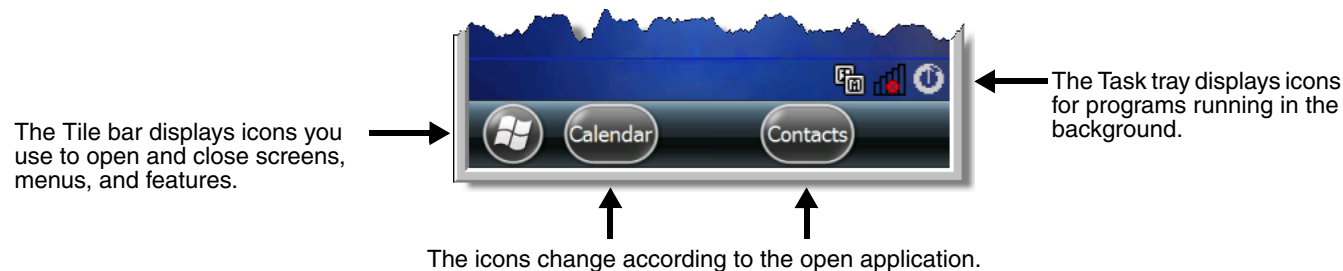 The Task tray displays icons
for programs running in the
background.
The Tile bar displays icons you
use to open and close screens,
menus, and features.
Calendar
Contacts
The icons change according to the open application.